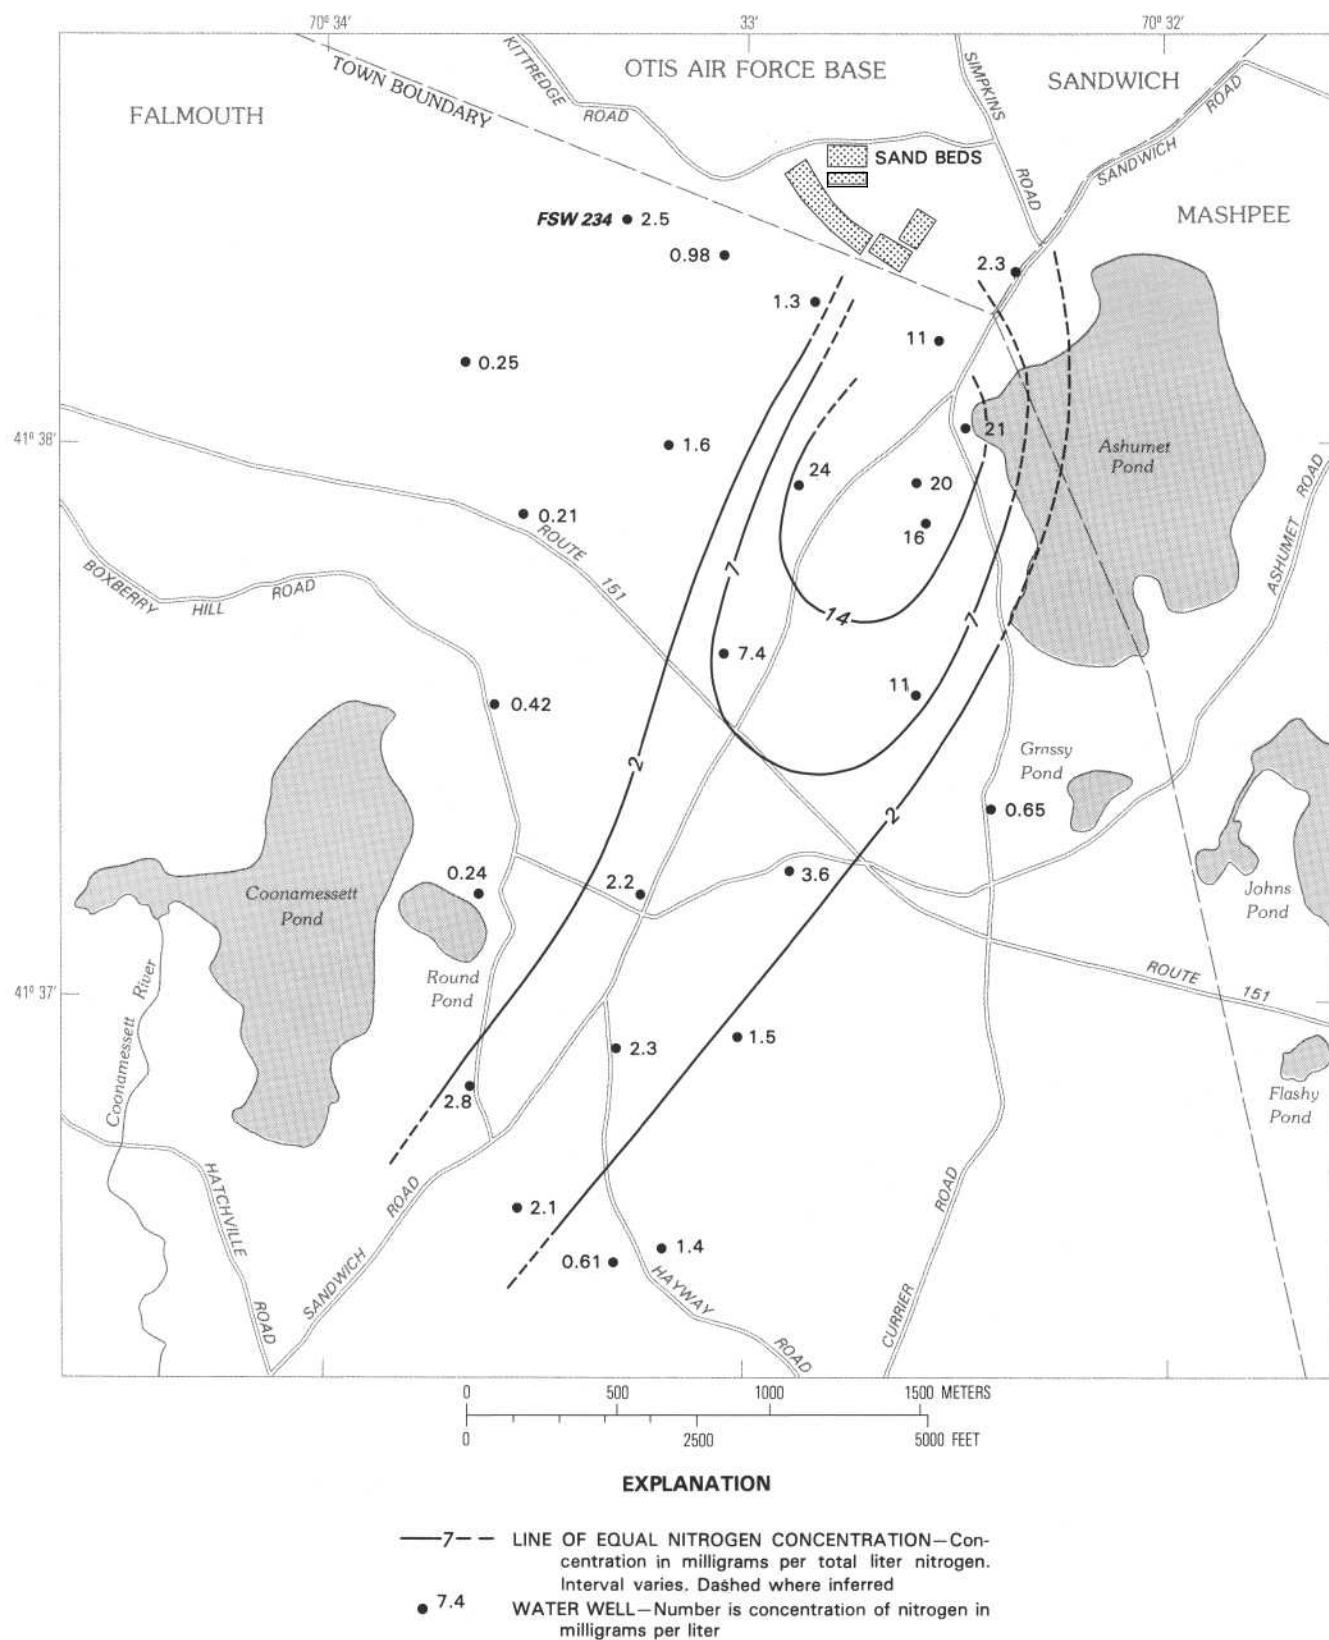 70° 34'
33'
70° 32'
KITTREDGE
ROAD
OTIS AIR FORCE BASE
SIMPKINS
ROAD
SANDWICH
SANDWICH
ROAD
TOWN BOUNDARY
FALMOUTH
SAND BEDS
MASHPEE
FSW 234
2.5
0.98
2.3
1.3
11
0.25
41° 38'
1.6
21
Ashumet
Pond
24
20
0.21
16
ROUTE
151
ASHUMET
ROAD
BOXBERRY
HILL
ROAD
7
14
7
7.4
11
0.42
2
Grassy
Pond
2
0.65
0.24
2.2
3.6
Coonamessett
Pond
Johns
Pond
Round
Pond
41° 37'
ROUTE
151
Coonamessett
River
2.3
1.5
2.8
Flashy
Pond
HATCHVILLE
ROAD
SANDWICH
ROAD
2.1
0.61
1.4
HAYWAY
ROAD
CURRIER
ROAD
0
500
1000
1500 METERS
0
2500
5000 FEET
EXPLANATION
7
LINE OF EQUAL NITROGEN CONCENTRATION—Con-
centration in milligrams per total liter nitrogen.
Interval varies. Dashed where inferred
7.4
WATER WELL—Number is concentration of nitrogen in
milligrams per liter